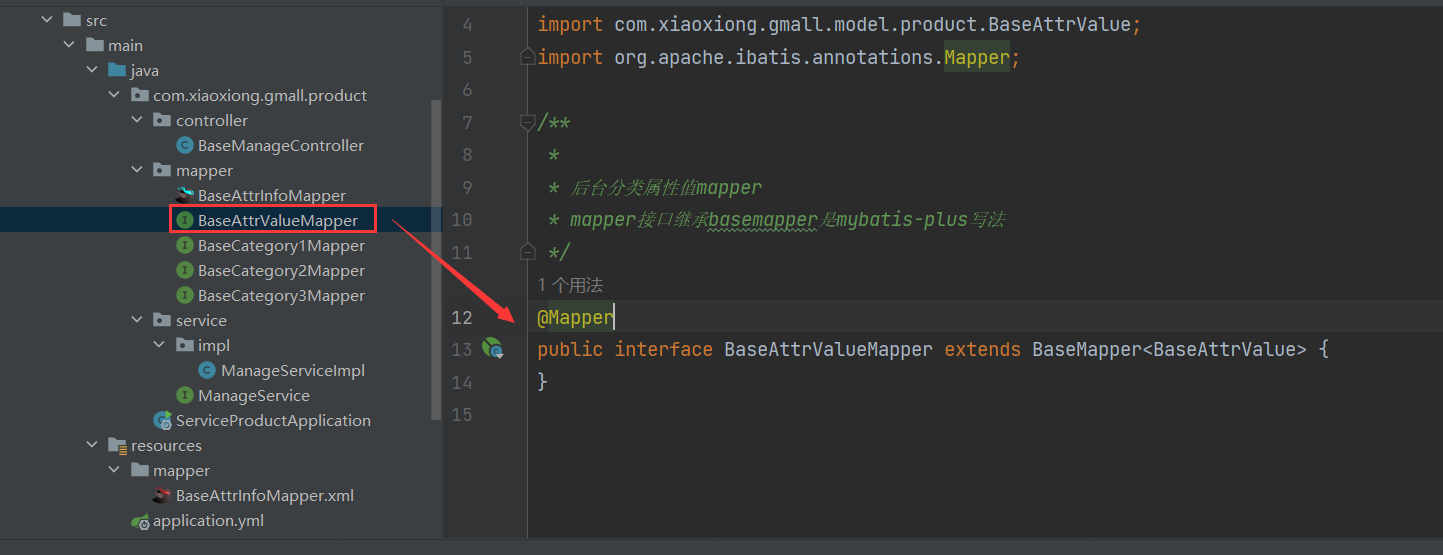 src
main
java
com.xiaoxiong.gmall.product
controller
BaseManageController
mapper
BaseAttrInfoMapper
BaseAttrValueMapper
BaseCategory1Mapper
BaseCategory2Mapper
BaseCategory3Mapper
service
impl
ManageServiceImpl
ManageService
ServiceProductApplication
resources
mapper
BaseAttrInfoMapper.xml
application.yml
4 import com.xiaoxiong.gmall.model.product.BaseAttrValue;
5 import org.apache.ibatis.annotations.Mapper;
6
7 /**
8 *
9 * 后台分类属性值mapper
10 * mapper接口继承basemapper是mybatis-plus写法
11 */
1 个用法
12 @Mapper
13 public interface BaseAttrValueMapper extends BaseMapper<BaseAttrValue> {
14 }
15